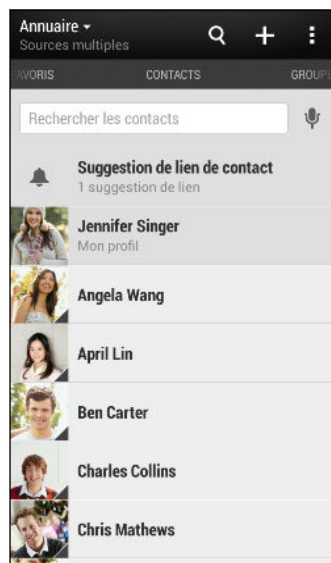 Annuaire
Sources multiples
AVORIS CONTACTS GROUP
Rechercher les contacts
Suggestion de lien de contact
1 suggestion de lien
Jennifer Singer
Mon profil
Angela Wang
April Lin
Ben Carter
Charles Collins
Chris Mathews